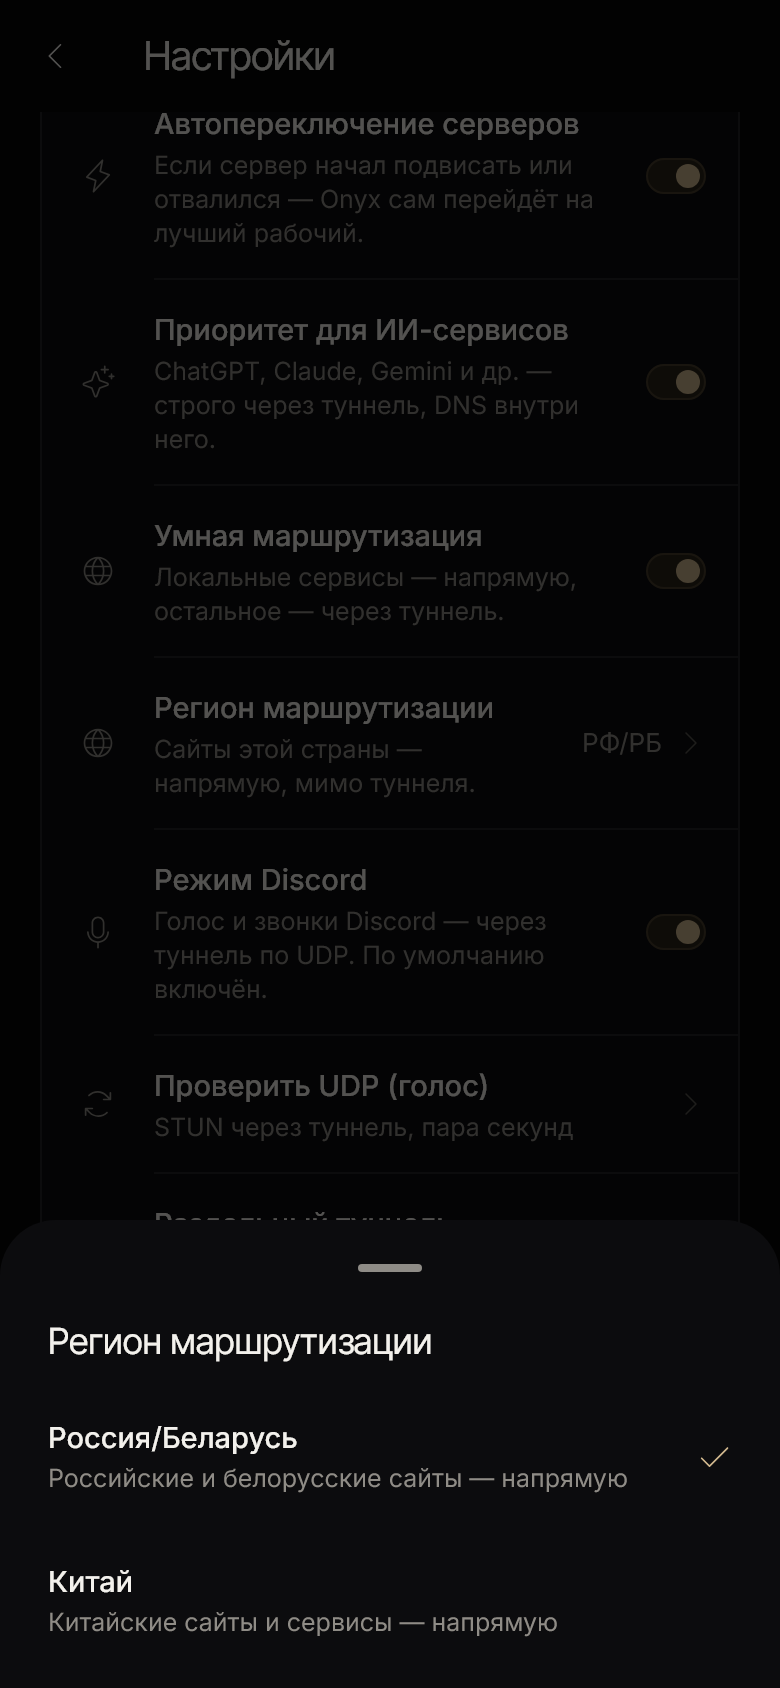 Настройки
Автопереключение серверов
Если сервер начал подвисать или
отвалился — Onyx сам перейдёт на
лучший рабочий.
Приоритет для ИИ-сервисов
ChatGPT, Claude, Gemini и др. —
строго через туннель, DNS внутри
него.
Умная маршрутизация
Локальные сервисы — напрямую,
остальное — через туннель.
Регион маршрутизации
Сайты этой страны —
напрямую, мимо туннеля.
РФ/РБ
Режим Discord
Голос и звонки Discord — через
туннель по UDP. По умолчанию
включён.
Проверить UDP (голос)
STUN через туннель, пара секунд
Раздельный туннель
Регион маршрутизации
Россия/Беларусь
Российские и белорусские сайты — напрямую
Китай
Китайские сайты и сервисы — напрямую